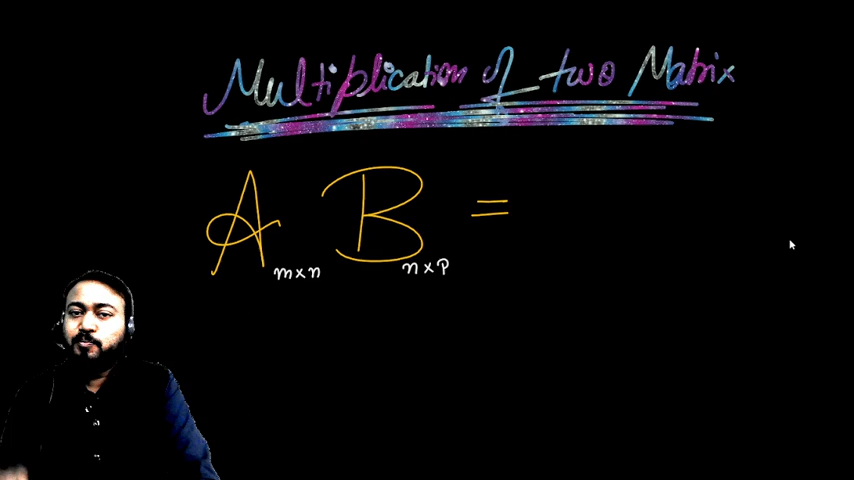 Multiplication of two Matrix
A m×n B n×p =